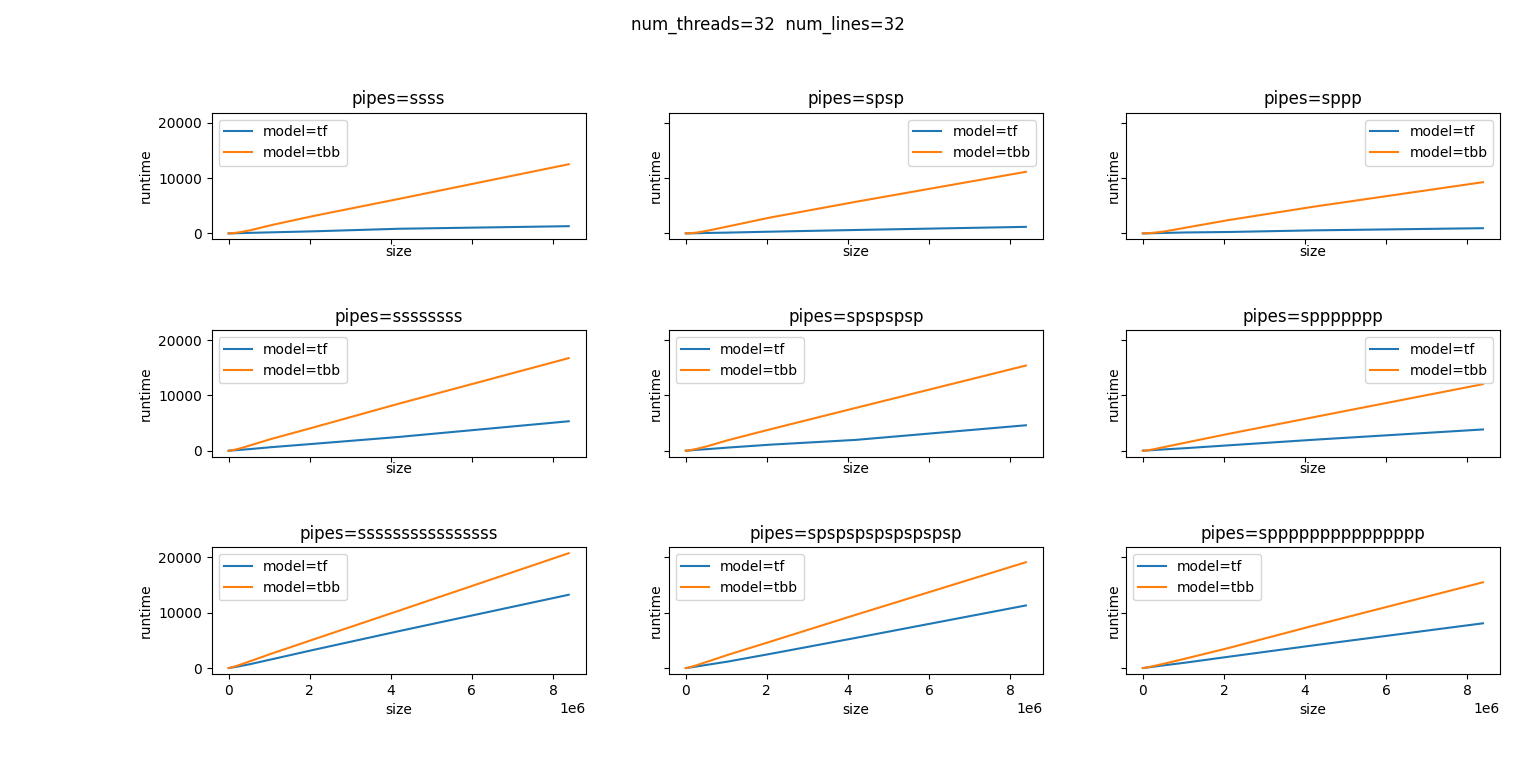 num_threads=32  num_lines=32
pipes=ssss
model=tf
model=tbb
20000
10000
0
runtime
size
pipes=spsp
model=tf
model=tbb
runtime
size
pipes=sppp
model=tf
model=tbb
runtime
size
pipes=ssssssss
model=tf
model=tbb
20000
10000
0
runtime
size
pipes=spspspsp
model=tf
model=tbb
runtime
size
pipes=sppppppp
model=tf
model=tbb
runtime
size
pipes=ssssssssssssssss
model=tf
model=tbb
20000
10000
0
runtime
0 2 4 6 8
size
1e6
pipes=spspspspspspspsp
model=tf
model=tbb
runtime
0 2 4 6 8
size
1e6
pipes=sppppppppppppppp
model=tf
model=tbb
runtime
0 2 4 6 8
size
1e6